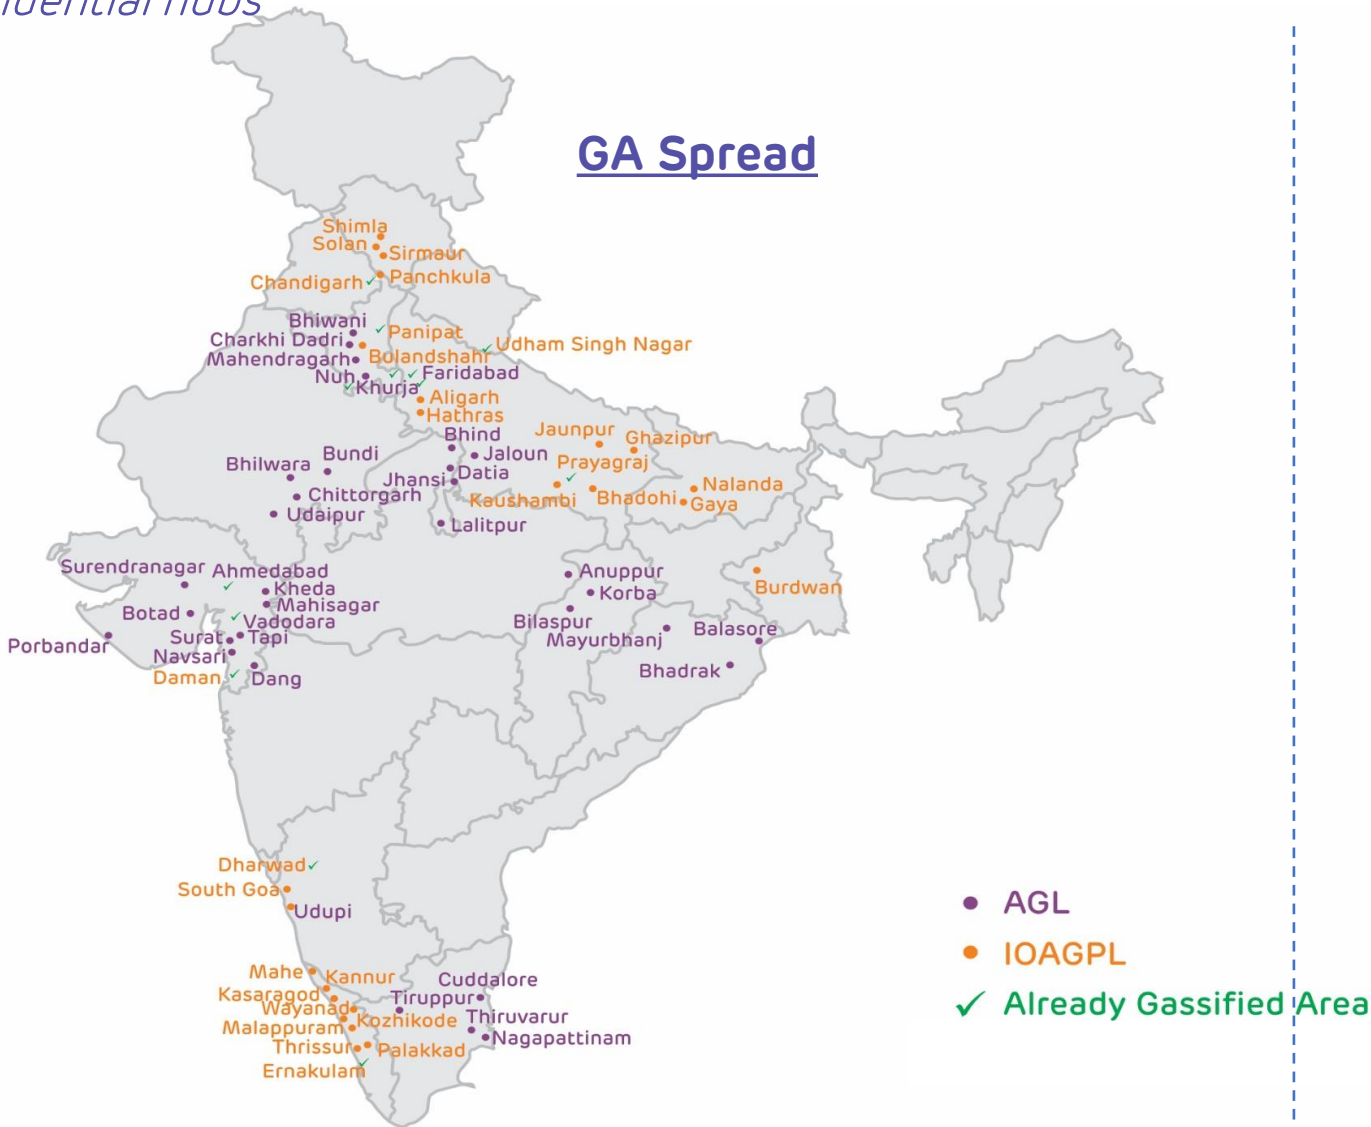 idential hubs
GA Spread
Shimla
Solan
Sirmaur
Chandigarh
Panchkula
Bhiwani
Panipat
Charkhi Dadri
Udham Singh Nagar
Mahendragarh
Bulandshahr
Nuh
Faridabad
Khurja
Aligarh
Hathras
Bhind
Jaunpur
Ghazipur
Bundi
Jaloun
Bhilwara
Prayagraj
Datia
Jhansi
Nalanda
Chittorgarh
Kaushambi
Bhadohi
Gaya
Udaipur
Lalitpur
Surendranagar
Ahmedabad
Anuppur
Kheda
Burdwan
Korba
Mahisagar
Botad
Vadodara
Bilaspur
Balasore
Surat
Tapi
Mayurbhanj
Porbandar
Navsari
Bhadrak
Daman
Dang
Dharwad
South Goa
Udupi
AGL
IOAGPL
Already Gassified Area
Mahe
Kannur
Cuddalore
Kasaragod
Tiruppur
Wayanad
Thiruvarur
Kozhikode
Malappuram
Nagapattinam
Thrissur
Palakkad
Ernakulam